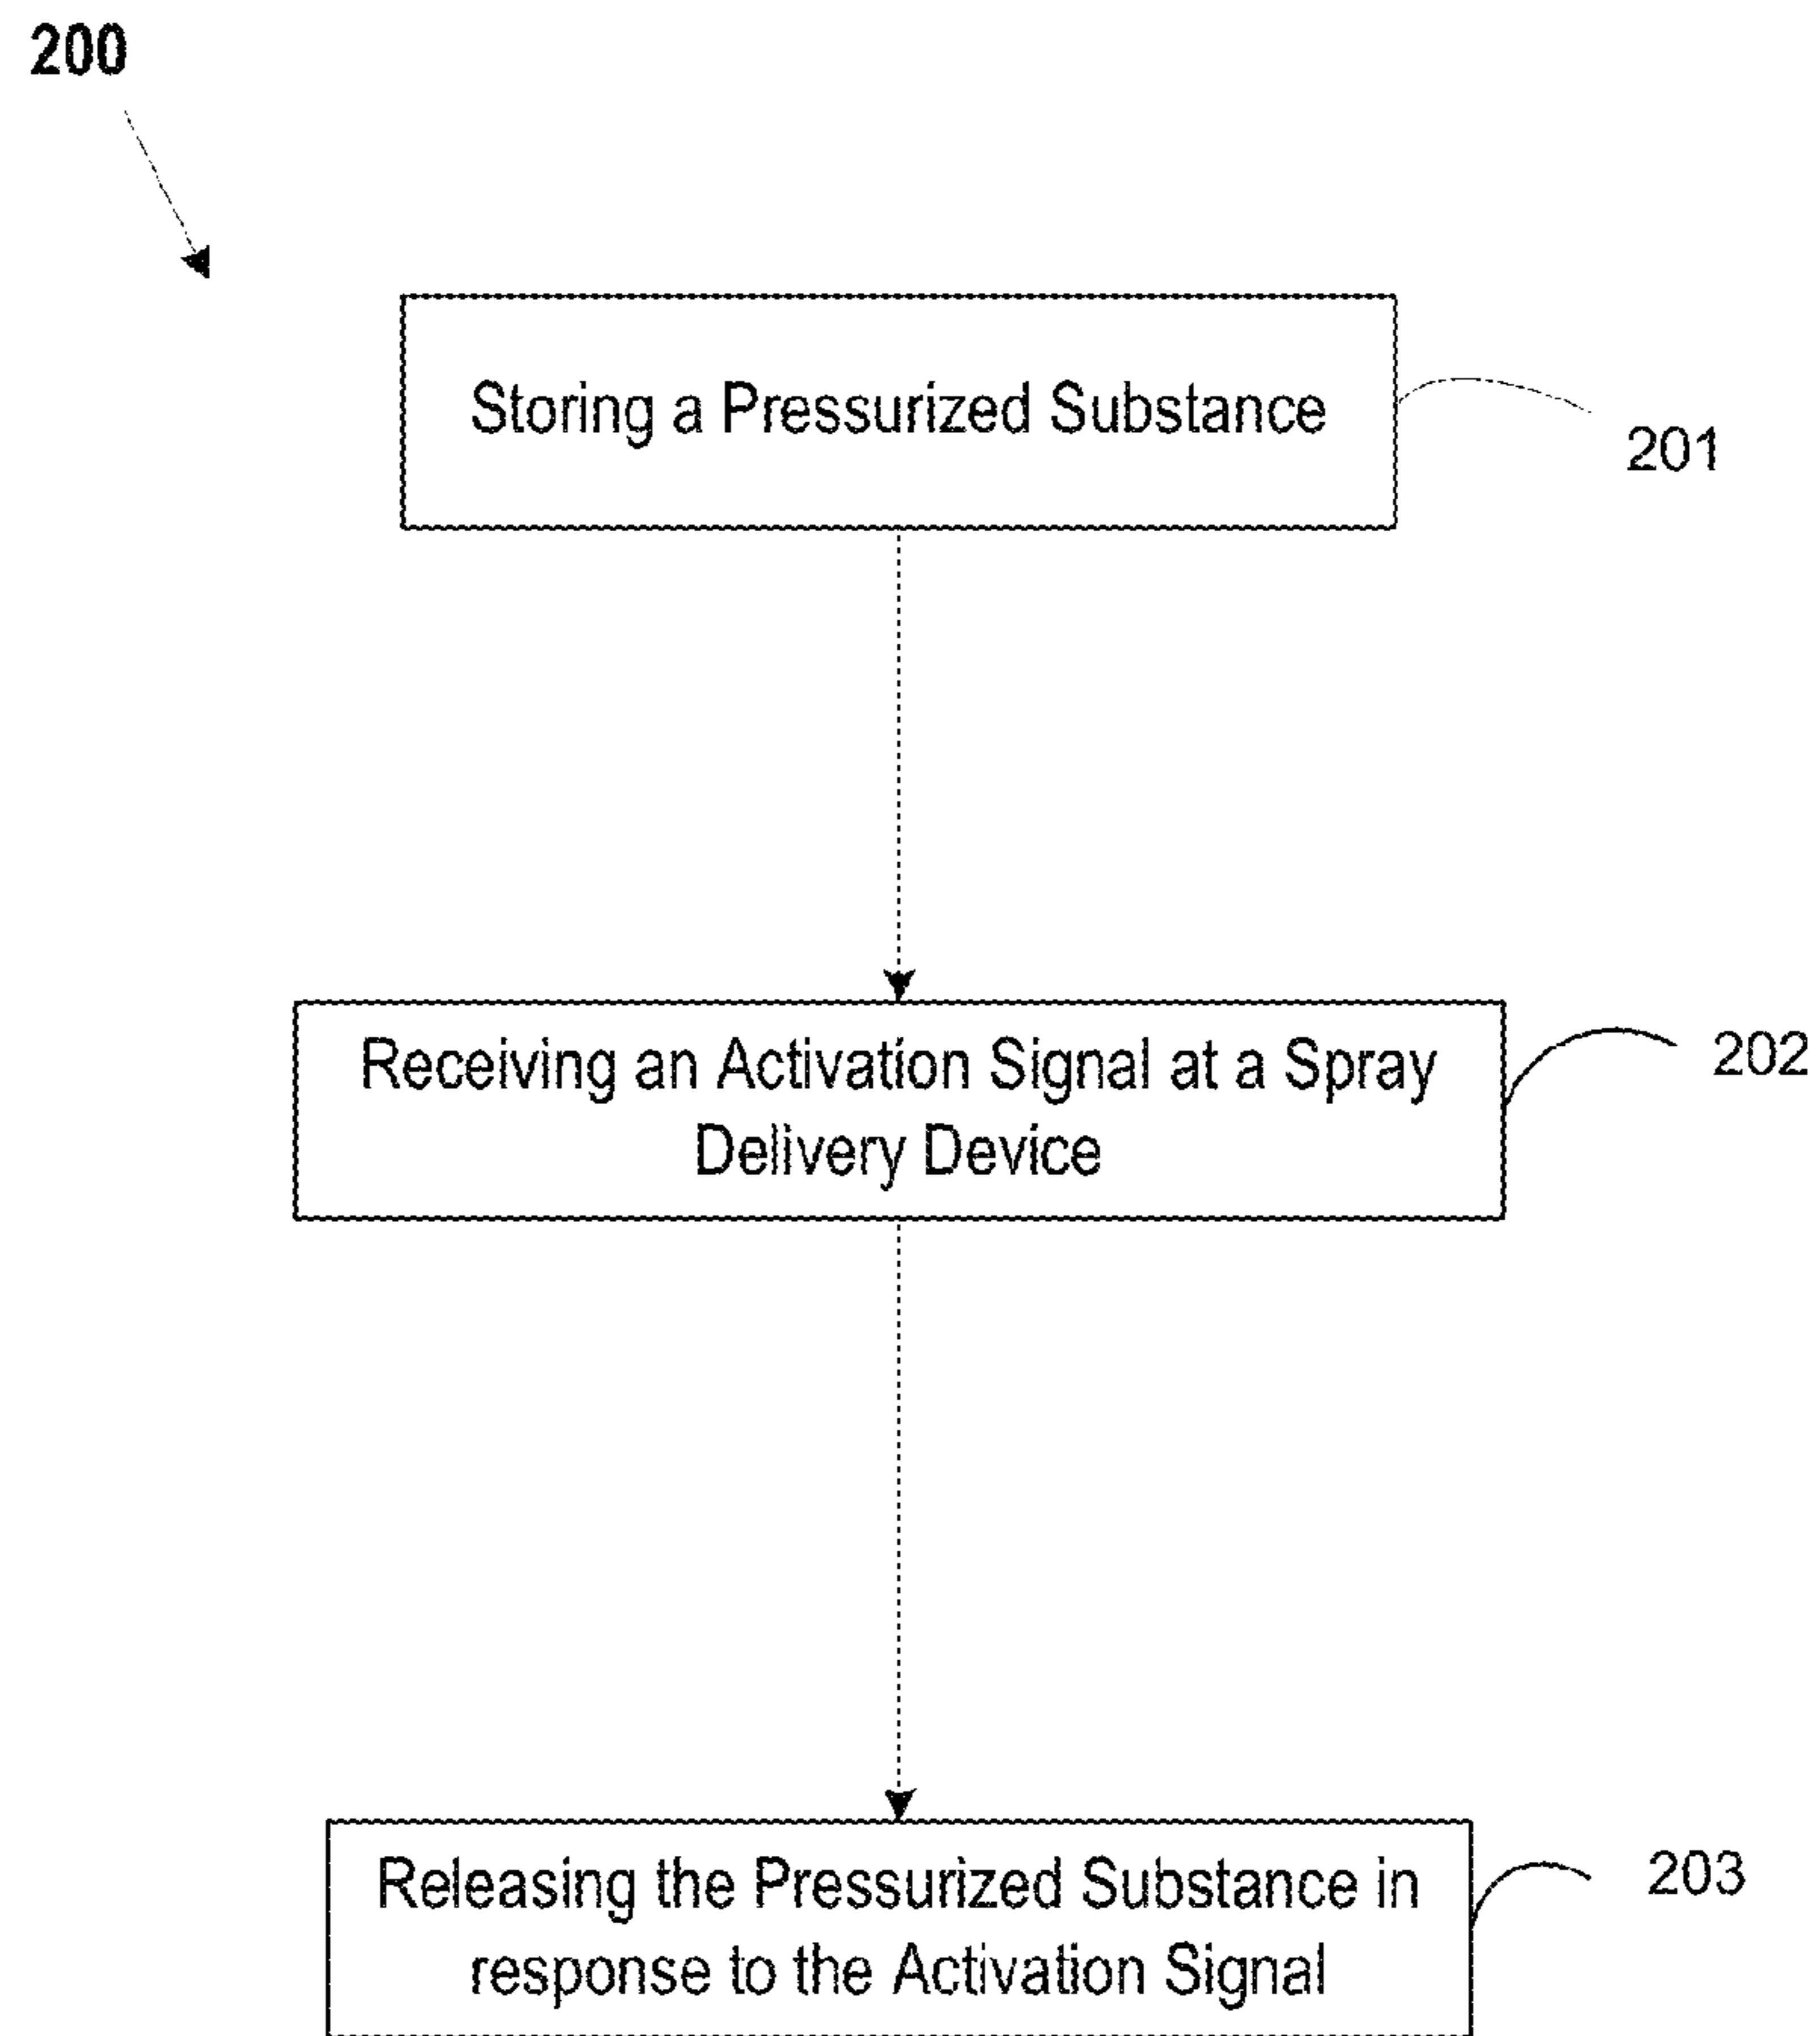 200
Storing a Pressurized Substance
201
Receiving an Activation Signal at a Spray
Delivery Device
202
Releasing the Pressurized Substance in
response to the Activation Signal
203